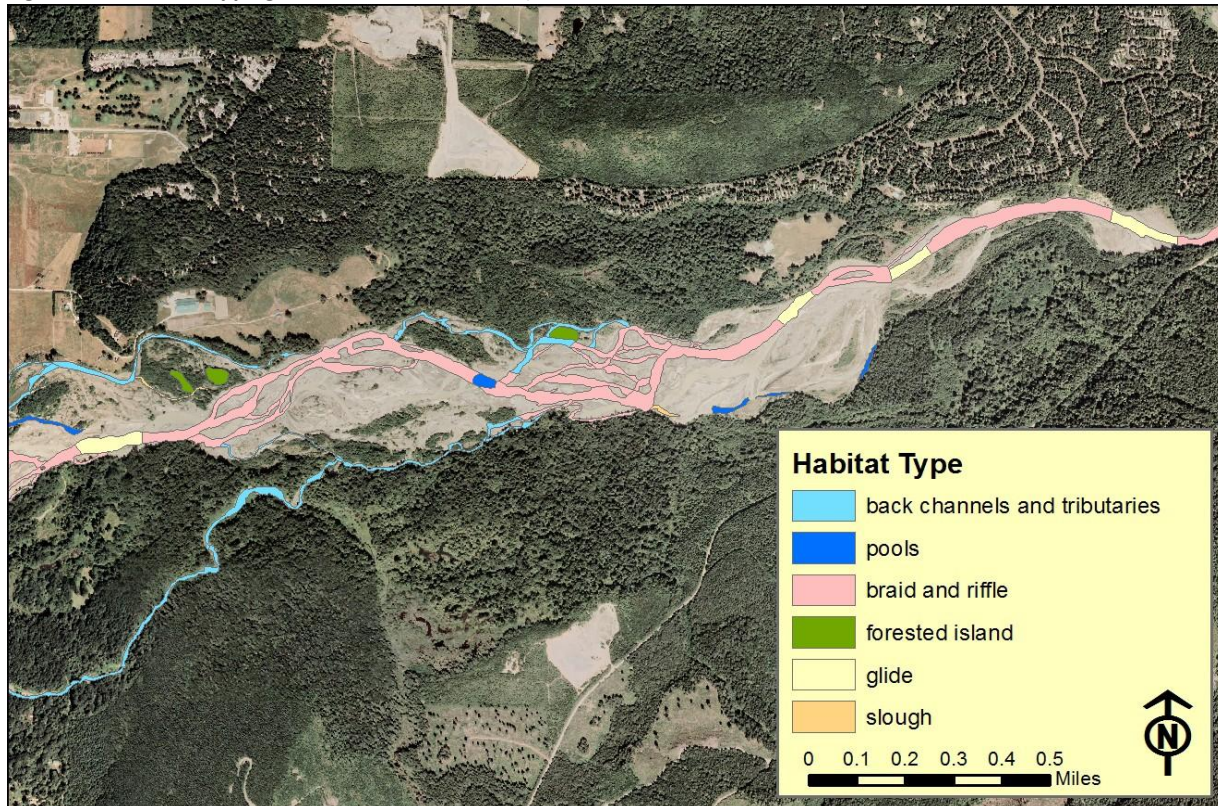 Habitat Type
back channels and tributaries
pools
braid and riffle
forested island
glide
slough
N
0 0.1 0.2 0.3 0.4 0.5
Miles